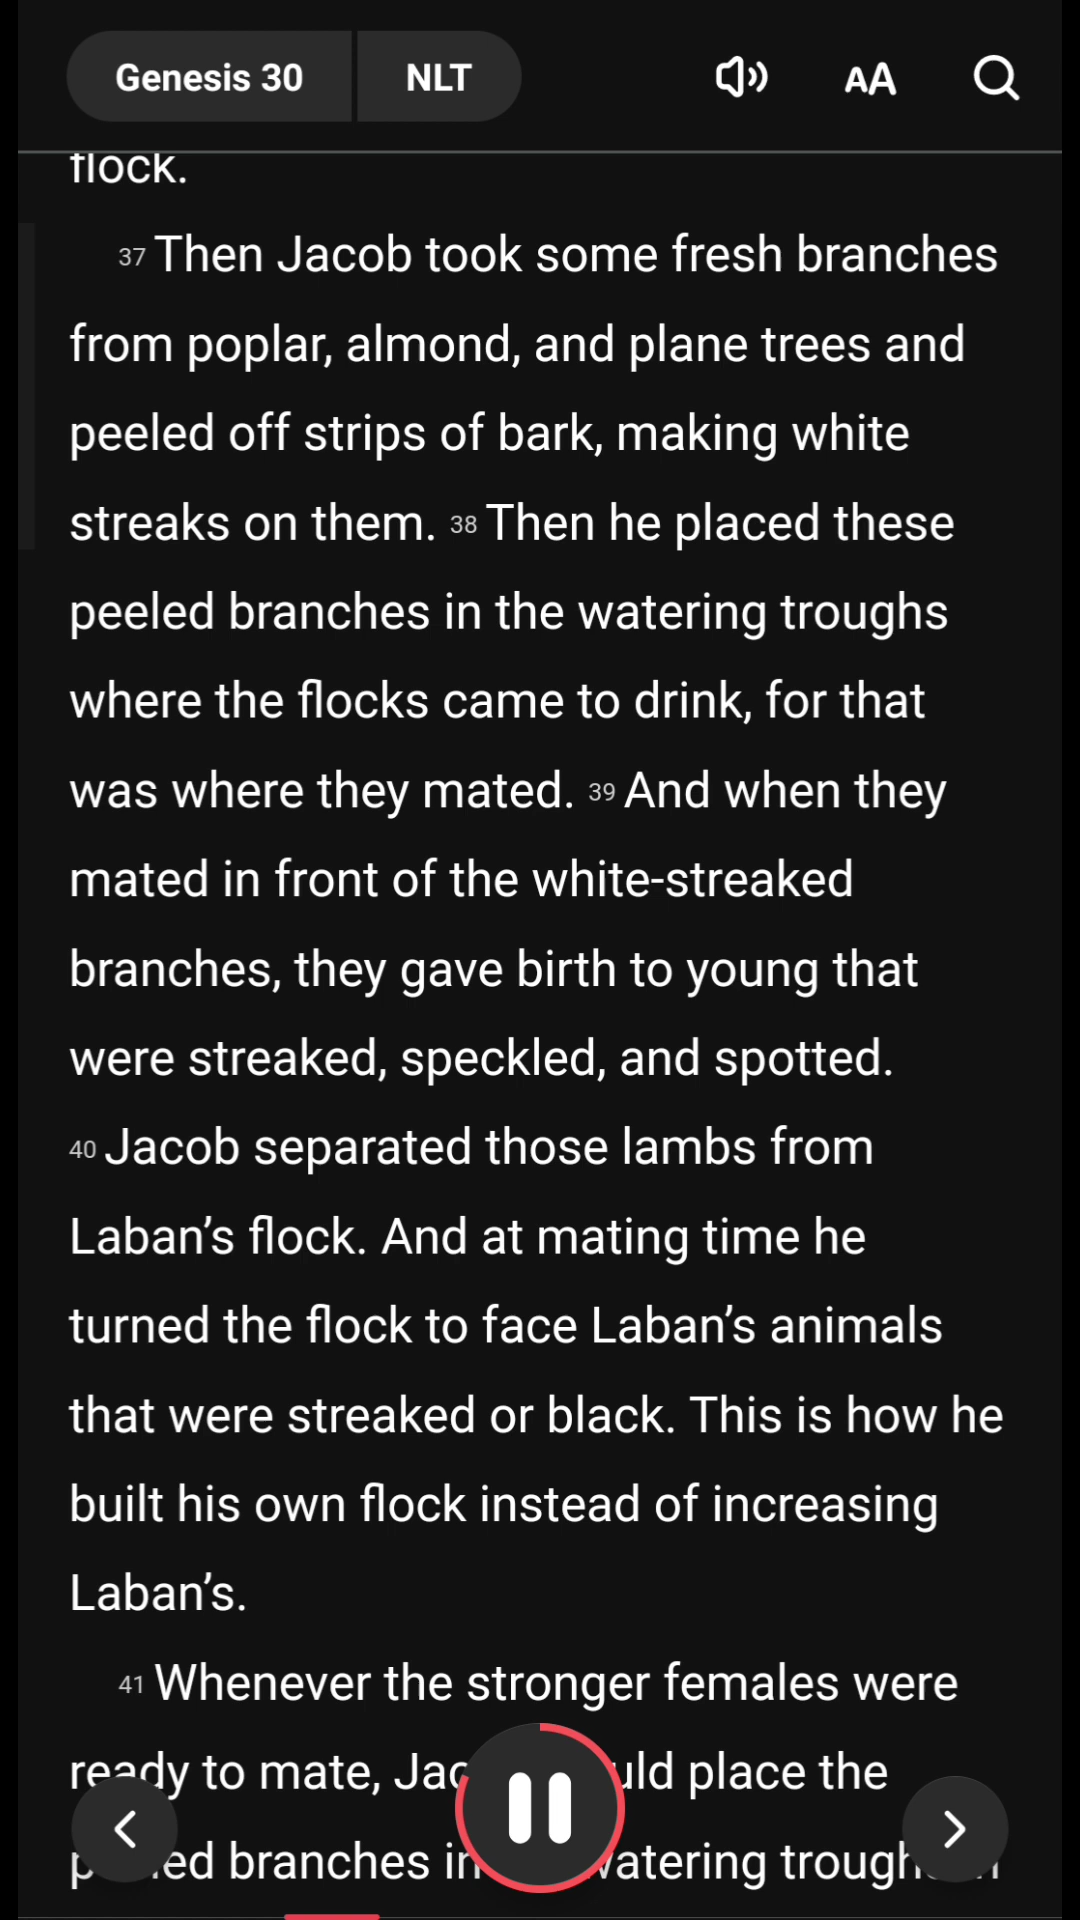 Genesis 30 NLT AA
flock.
37 Then Jacob took some fresh branches
from poplar, almond, and plane trees and
peeled off strips of bark, making white
streaks on them. 38 Then he placed these
peeled branches in the watering troughs
where the flocks came to drink, for that
was where they mated. 39 And when they
mated in front of the white-streaked
branches, they gave birth to young that
were streaked, speckled, and spotted.
40 Jacob separated those lambs from
Laban’s flock. And at mating time he
turned the flock to face Laban’s animals
that were streaked or black. This is how he
built his own flock instead of increasing
Laban’s.
41 Whenever the stronger females were
ready to mate, place the
branches